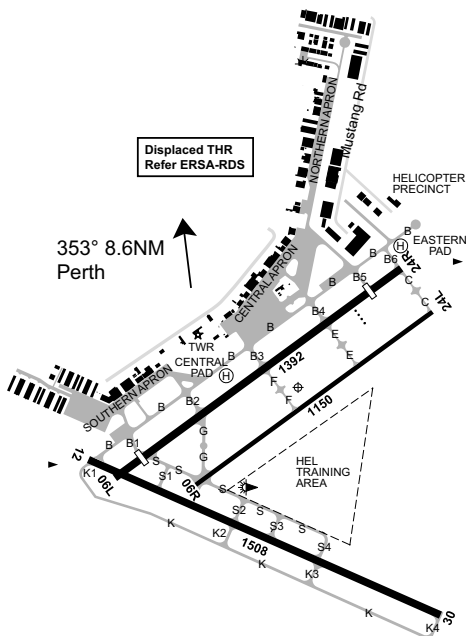 K
Mustang Rd
NORTHERN APRON
Displaced THR
Refer ERSA-RDS
HELICOPTER
PRECINCT
353° 8.6NM
Perth
B
H
EASTERN
PAD
B
B6
24R
B
B5
C
C
24L
CENTRAL APRON
B
B4
TWR
CENTRAL
PAD
H
B
B3
1392
E
E
SOUTHERN APRON
B
B
B2
F
F
1150
B
B1
G
G
12
K1
06L
S
S
S1
06R
S
HEL
TRAINING
AREA
S2
S
S3
S
S4
K
K2
1508
K
K3
K
K4
30